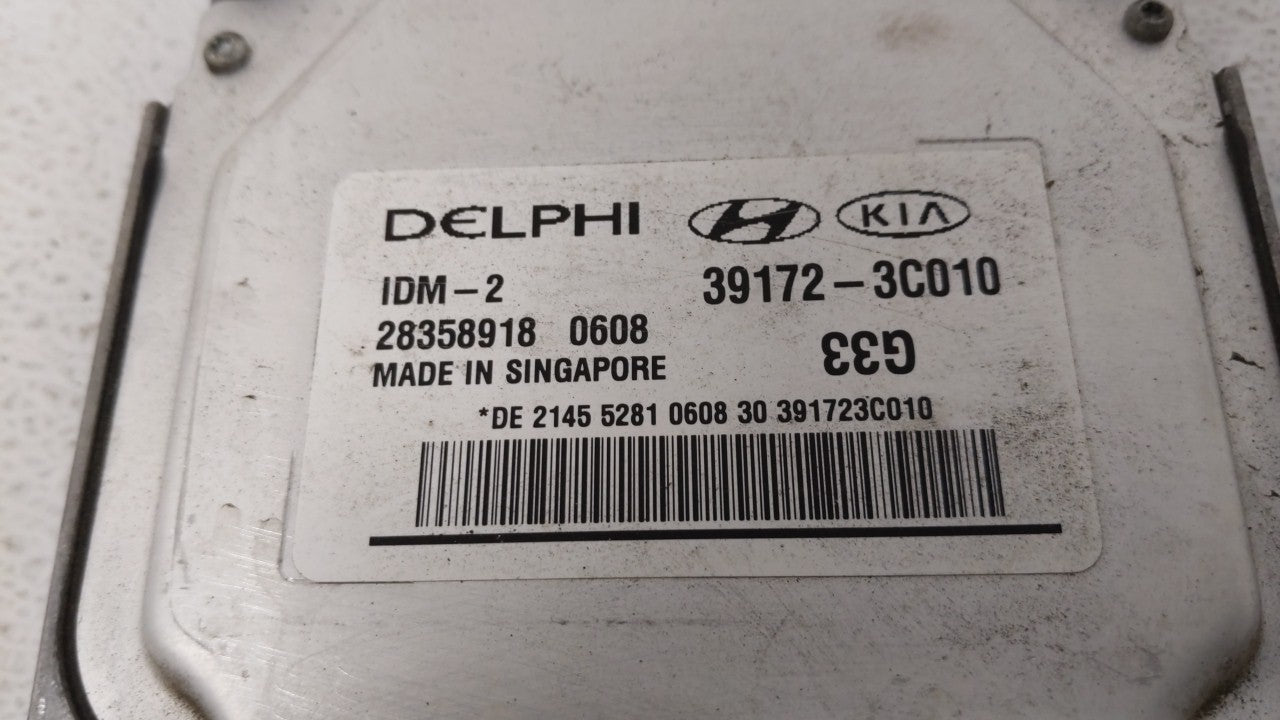 DELPHI KIA
IDM-2 39172-3C010
28358918 0608
G33
MADE IN SINGAPORE
*DE 2145 5281 0608 30 391723C010